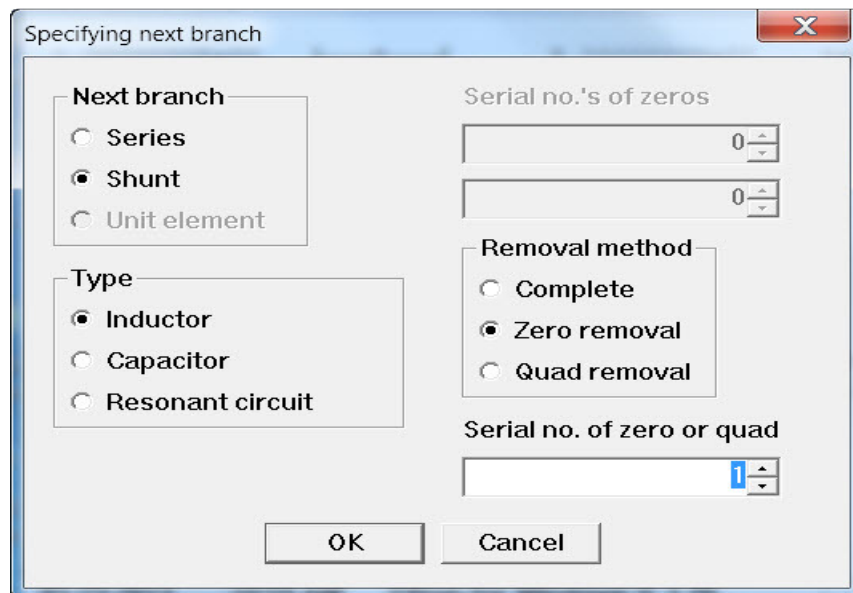 Specifying next branch
Next branch
Series
Shunt
Unit element
Type
Inductor
Capacitor
Resonant circuit
Serial no.'s of zeros
0
0
Removal method
Complete
Zero removal
Quad removal
Serial no. of zero or quad
1
OK
Cancel